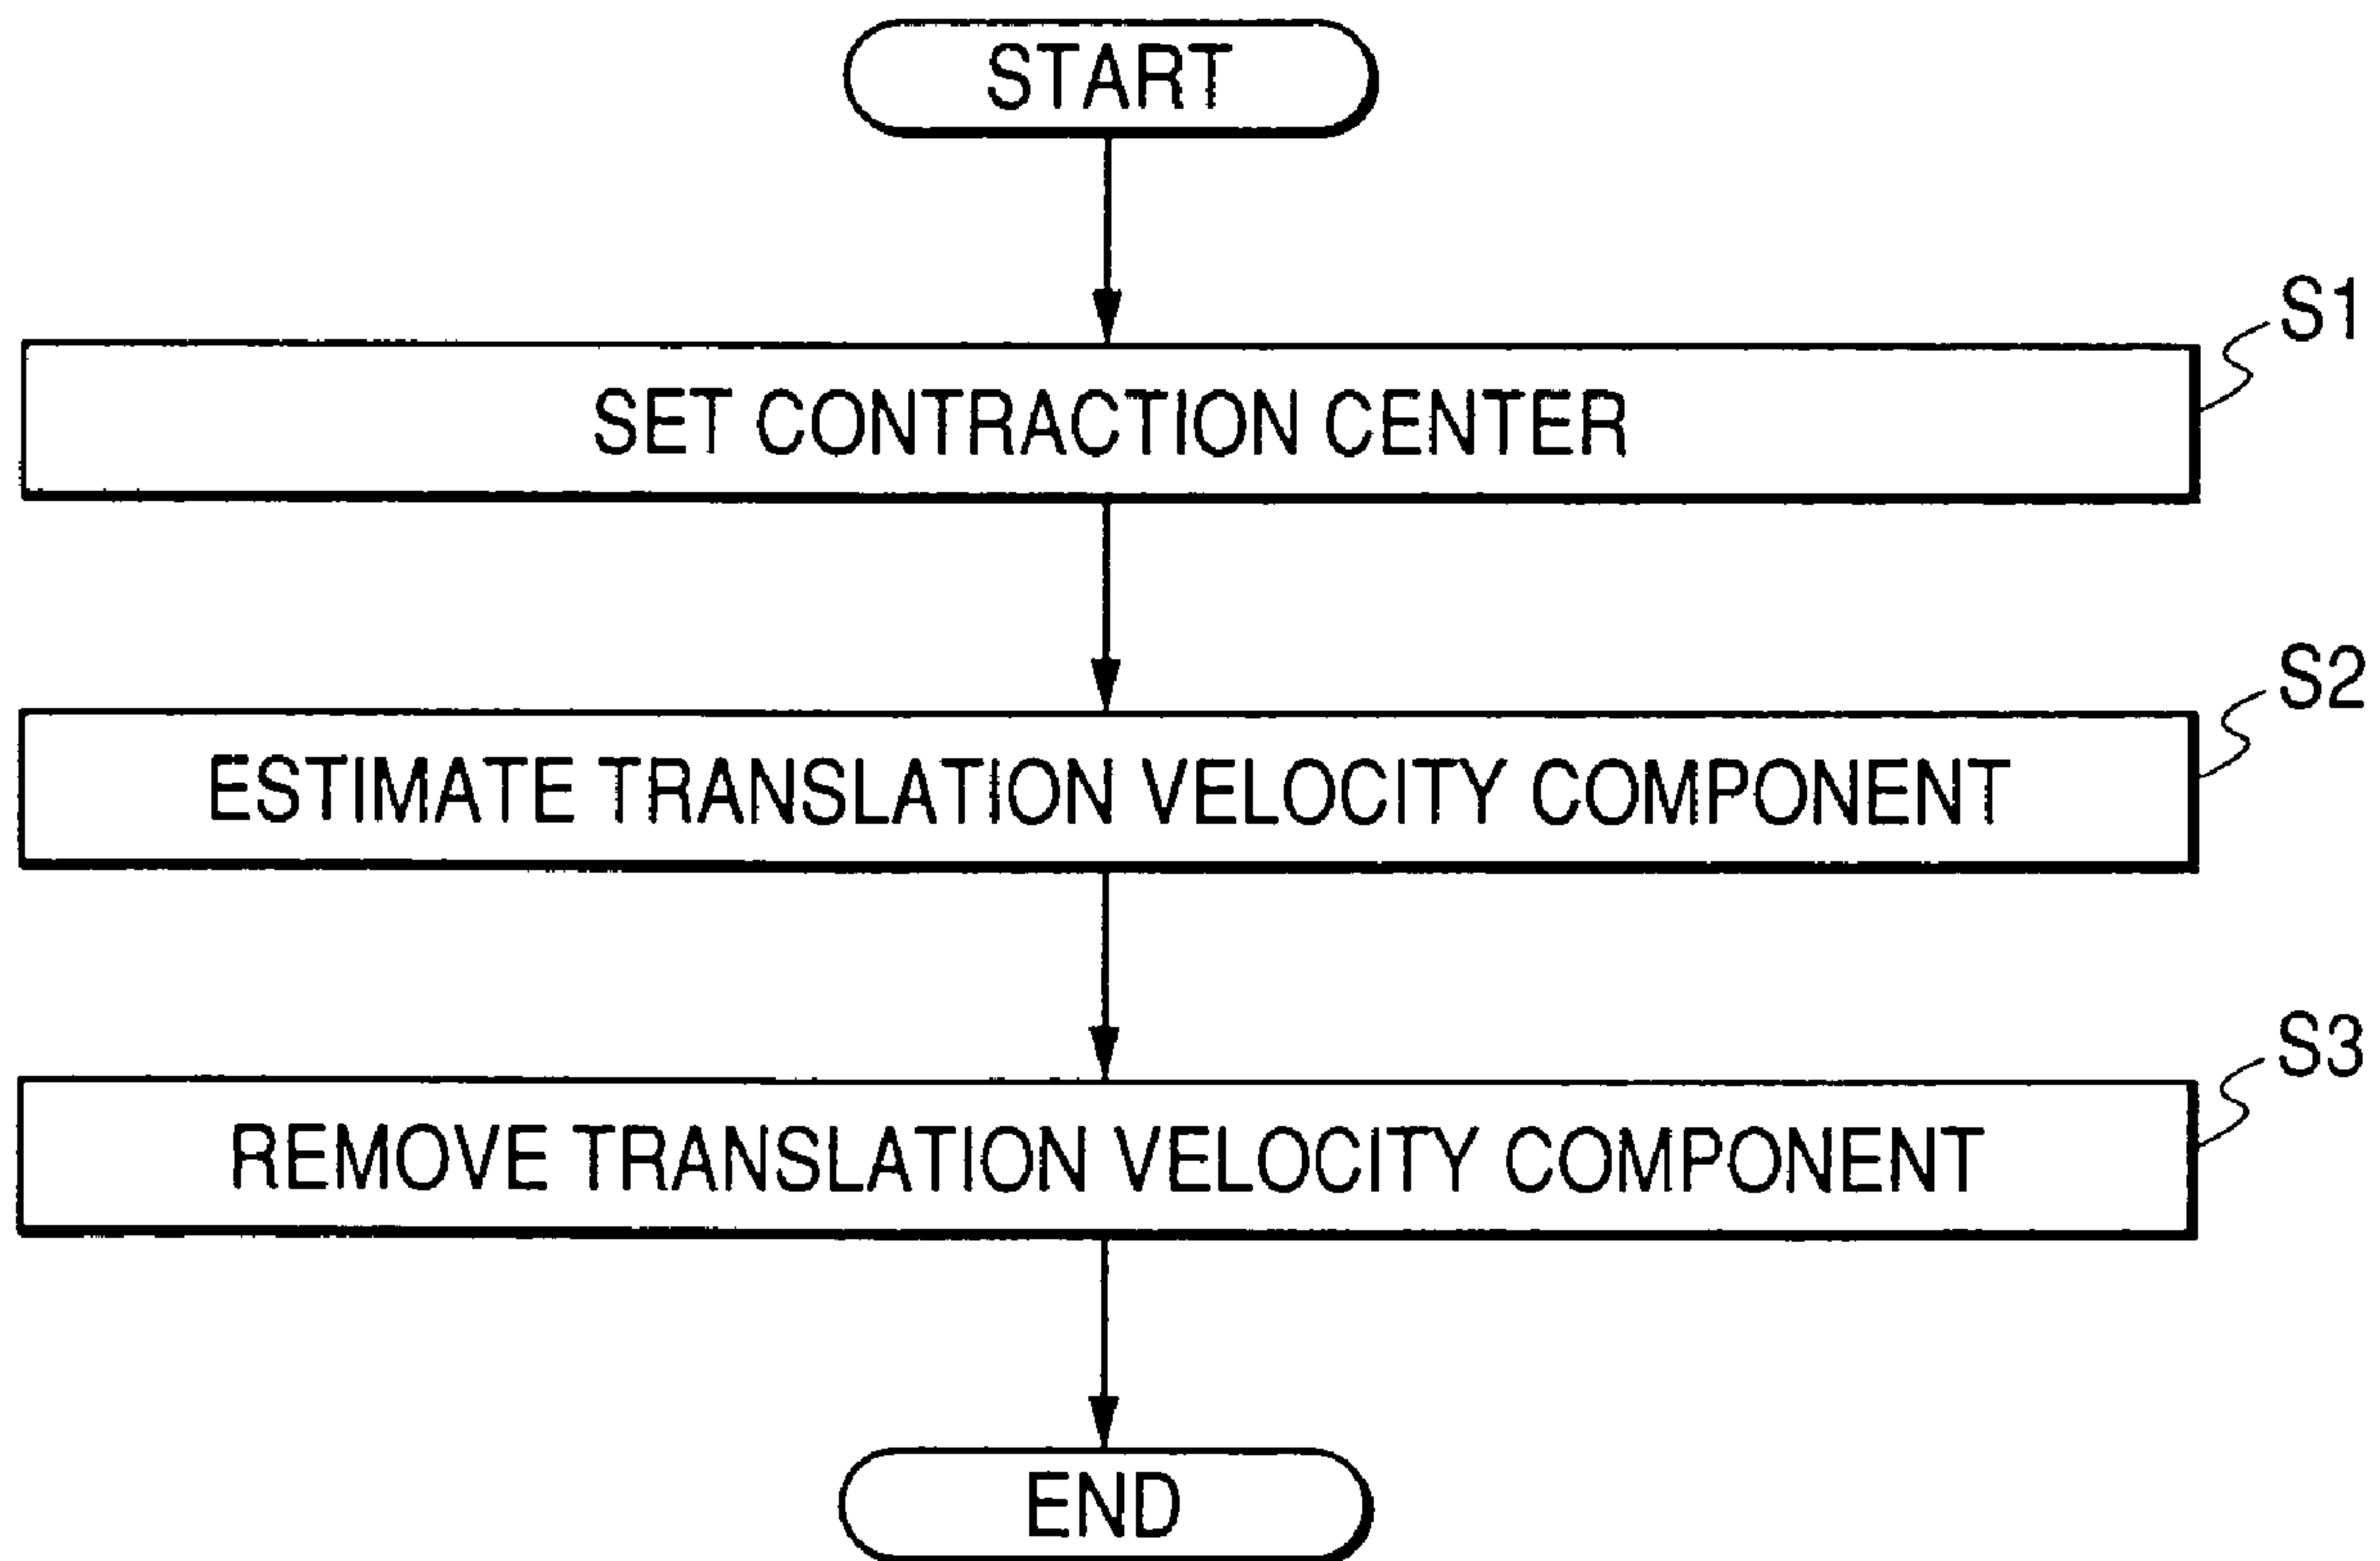 START
S1
SET CONTRACTION CENTER
S2
ESTIMATE TRANSLATION VELOCITY COMPONENT
S3
REMOVE TRANSLATION VELOCITY COMPONENT
END